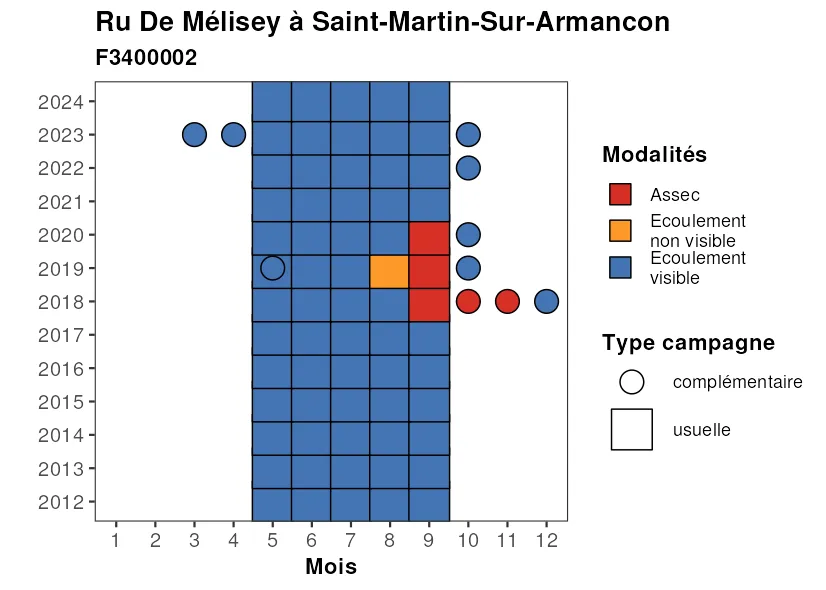 Ru De Mélisey à Saint-Martin-Sur-Armancon
F3400002
2024
2023
2022
2021
2020
2019
2018
2017
2016
2015
2014
2013
2012
1 2 3 4 5 6 7 8 9 10 11 12
Mois
Modalités
Assec
Ecoulement
non visible
Ecoulement
visible
Type campagne
complémentaire
usuelle